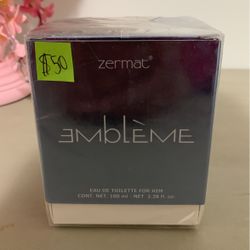 $50
zermat®
EMBLÈME
EAU DE TOILETTE FOR HIM
CONT. NET. 100 ml - NET 3.38 fl. oz